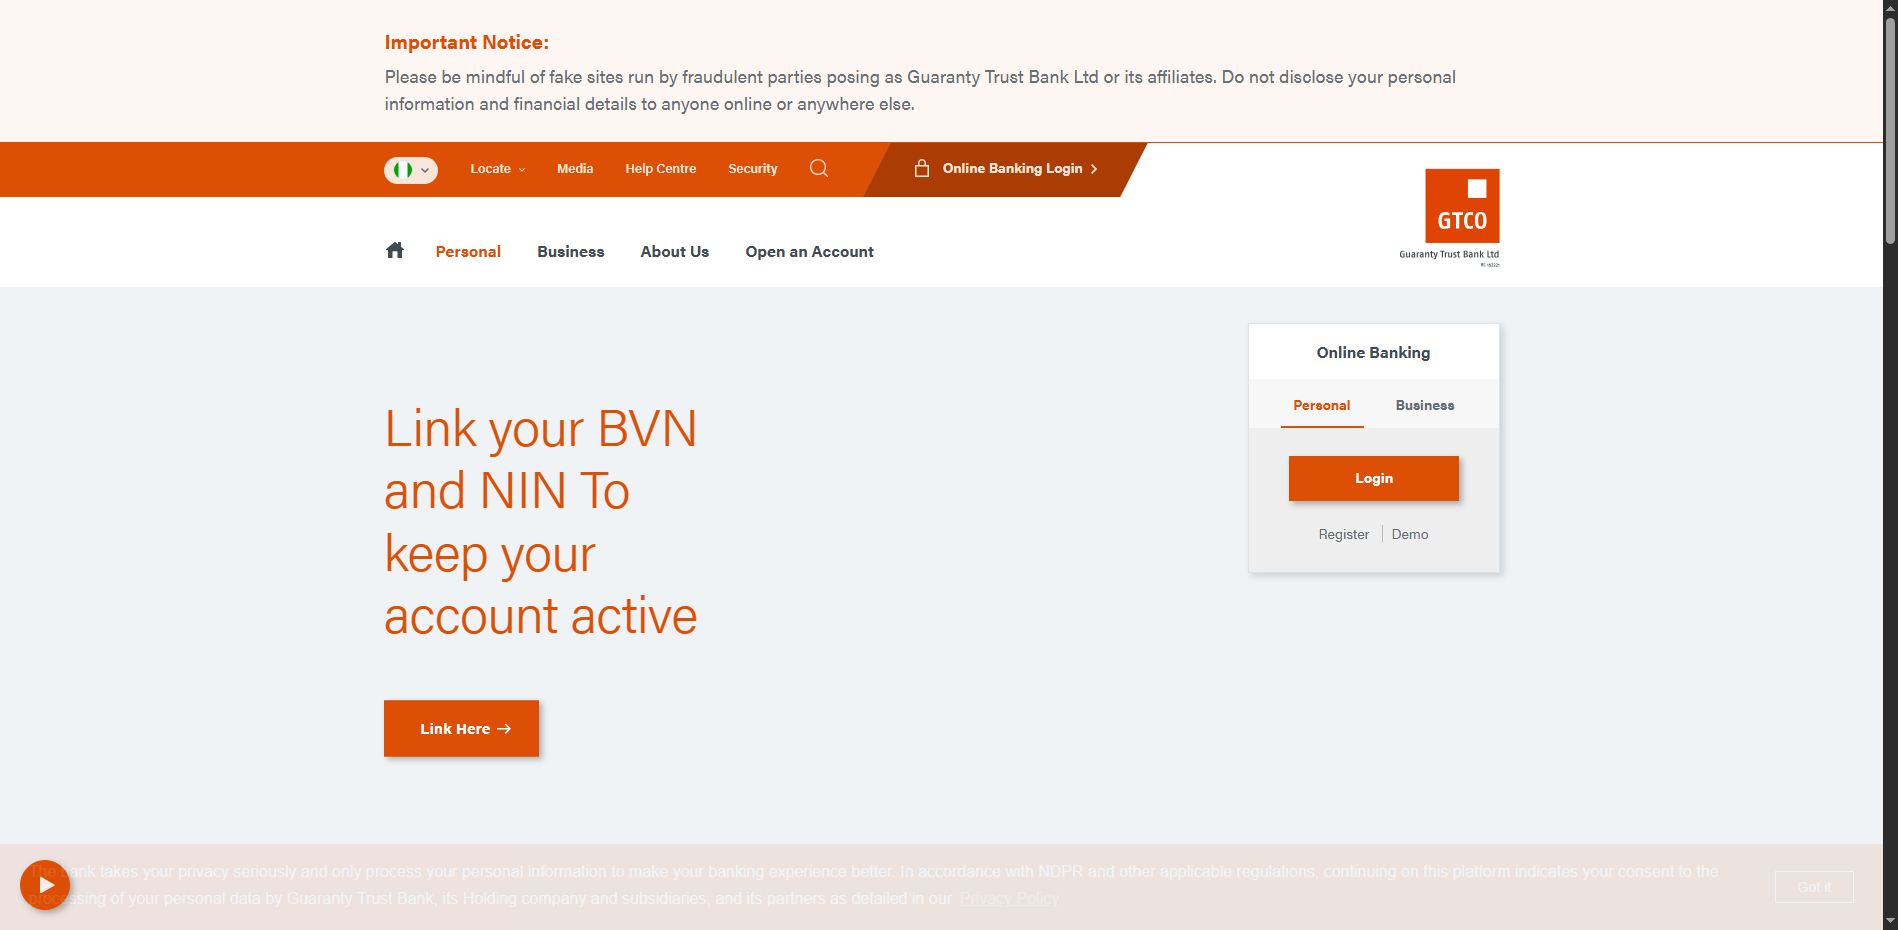 Important Notice:
Please be mindful of fake sites run by fraudulent parties posing as Guaranty Trust Bank Ltd or its affiliates. Do not disclose your personal
information and financial details to anyone online or anywhere else.
Locate
Media
Help Centre
Security
Online Banking Login
GTCO
Guaranty Trust Bank Ltd
RC 152321
Personal
Business
About Us
Open an Account
Online Banking
Personal
Business
Login
Register
Demo
Link your BVN
and NIN To
keep your
account active
Link Here
The bank takes your privacy seriously and only process your personal information to make your banking experience better. In accordance with NDPR and other applicable regulations, continuing on this platform indicates your consent to the
processing of your personal data by Guaranty Trust Bank, its Holding company and subsidiaries, and its partners as detailed in our Privacy Policy
Got it